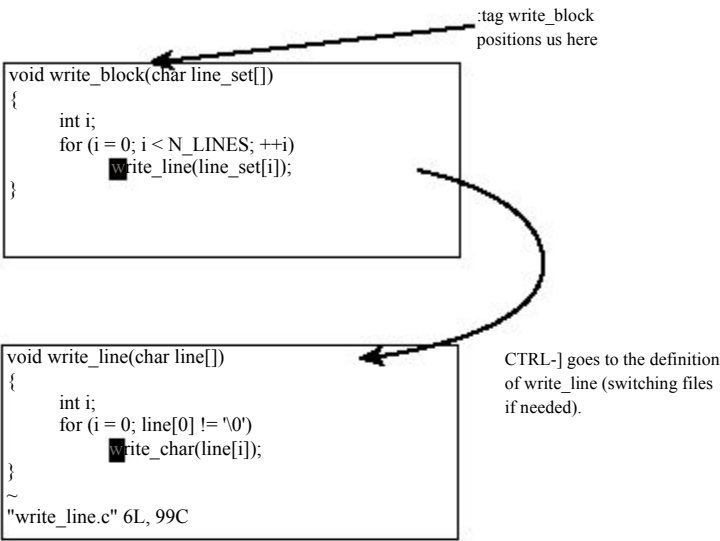 :tag write_block
positions us here
void write_block(char line_set[])
{
int i;
for (i = 0; i < N_LINES; ++i)
write_line(line_set[i]);
}
void write_line(char line[])
{
int i;
for (i = 0; line[0] != '\0')
write_char(line[i]);
}
~
"write_line.c" 6L, 99C
CTRL-] goes to the definition
of write_line (switching files
if needed).